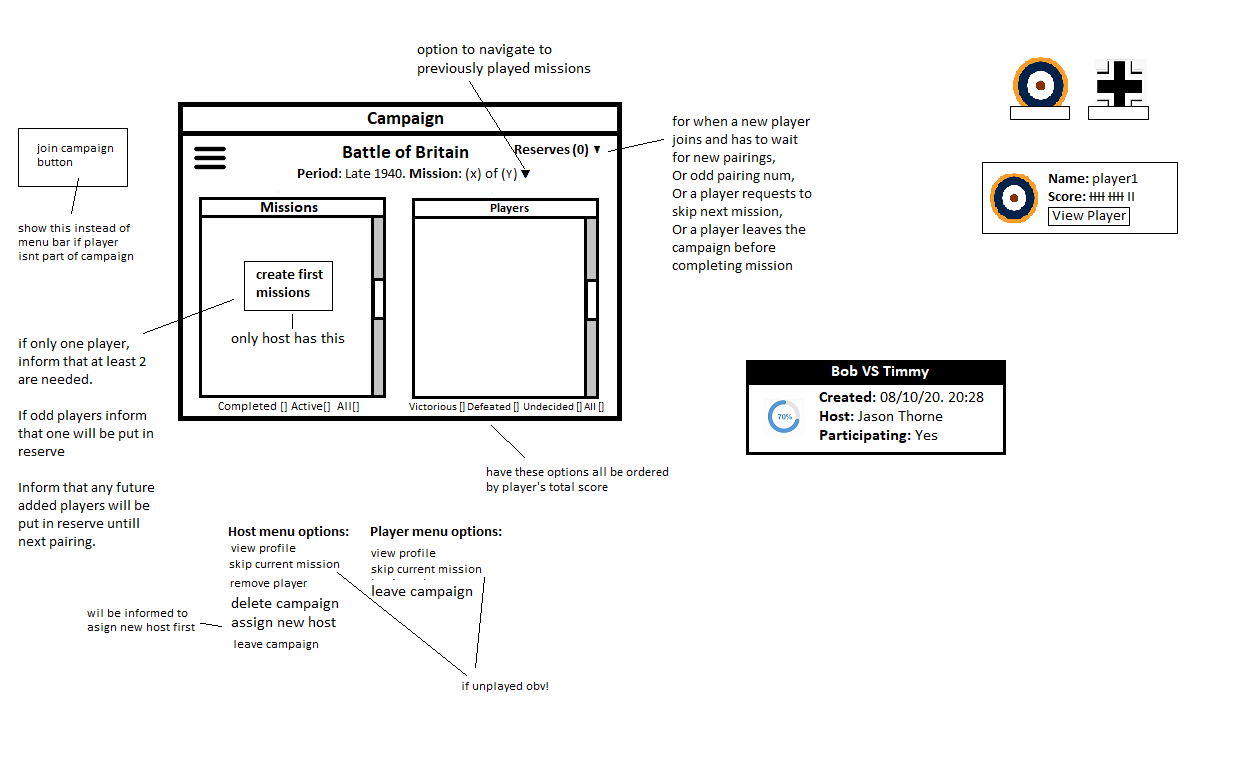 option to navigate to
previously played missions
join campaign
button
show this instead of
menu bar if player
isnt part of campaign
Campaign
Battle of Britain
Reserves (0) ▼
Period: Late 1940. Mission: (x) of (Y) ▼
Missions
create first
missions
only host has this
Completed [] Active[] All[]
Players
Victorious [] Defeated [] Undecided [] All []
for when a new player
joins and has to wait
for new pairings,
Or odd pairing num,
Or a player requests to
skip next mission,
Or a player leaves the
campaign before
completing mission
Name: player1
Score: IIII IIII II
View Player
if only one player,
inform that at least 2
are needed.
If odd players inform
that one will be put in
reserve
Inform that any future
added players will be
put in reserve untill
next pairing.
Bob VS Timmy
70%
Created: 08/10/20. 20:28
Host: Jason Thorne
Participating: Yes
have these options all be ordered
by player's total score
Host menu options:
view profile
skip current mission
remove player
delete campaign
assign new host
leave campaign
Player menu options:
view profile
skip current mission
leave campaign
wil be informed to
asign new host first
if unplayed obv!